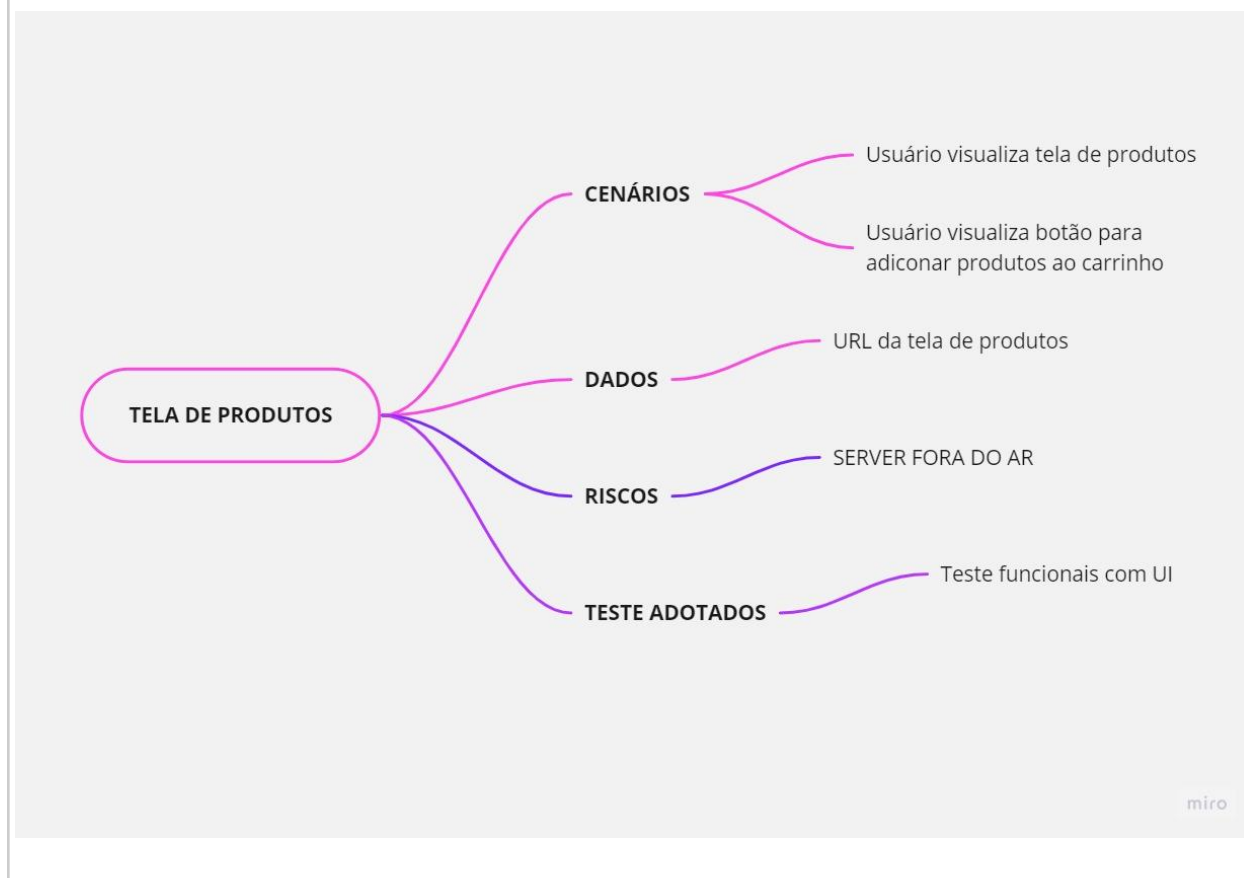 TELA DE PRODUTOS
CENÁRIOS
Usuário visualiza tela de produtos
Usuário visualiza botão para
adiconar produtos ao carrinho
DADOS
URL da tela de produtos
RISCOS
SERVER FORA DO AR
TESTE ADOTADOS
Teste funcionais com UI
miro